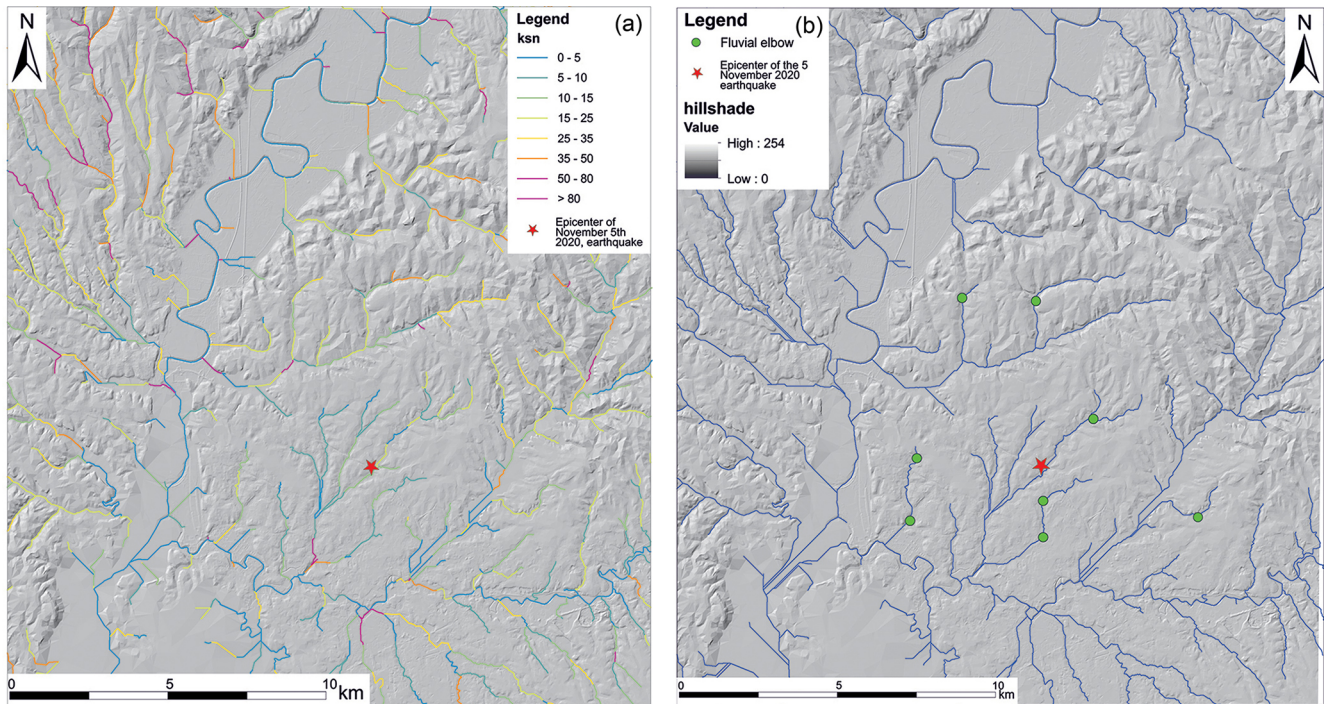 N
Legend
ksn
0 - 5
5 - 10
10 - 15
15 - 25
25 - 35
35 - 50
50 - 80
> 80
Epicenter of
November 5th
2020, earthquake
(a)
0 5 10
km
Legend
Fluvial elbow
Epicenter of the 5
November 2020
earthquake
hillshade
Value
High : 254
Low : 0
(b)
N
0 5 10
km